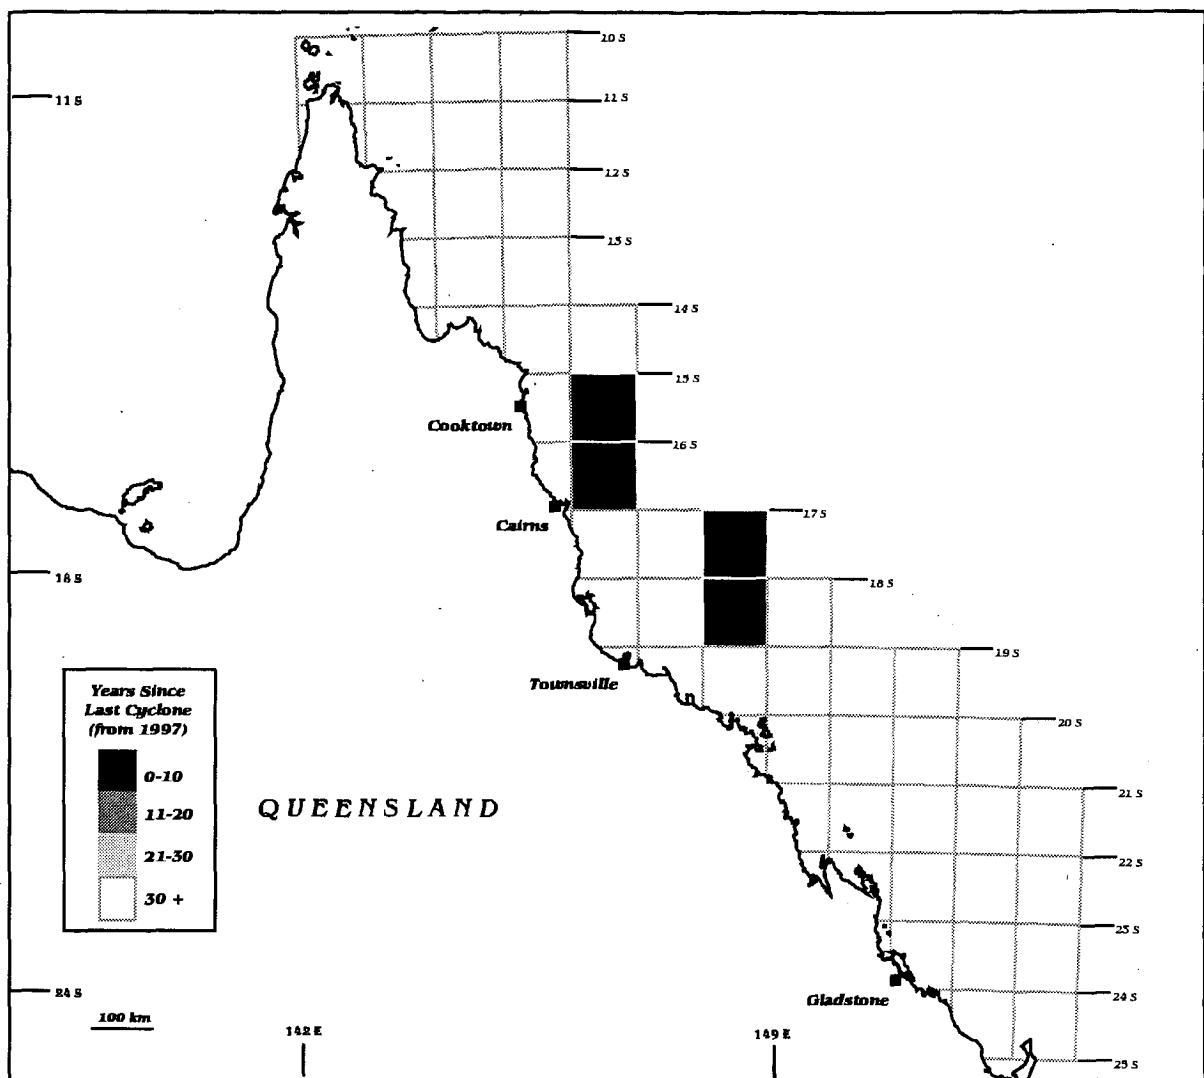 10 S
11 S
11 S
12 S
13 S
14 S
15 S
Cooktown
16 S
Cairns
17 S
18 S
18 S
19 S
Townsville
Years Since
Last Cyclone
(from 1997)
20 S
0-10
11-20
QUEENSLAND
21 S
21-30
22 S
30 +
23 S
24 S
24 S
Gladstone
100 km
142 E
149 E
25 S